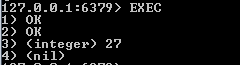 127.0.0.1:6379> EXEC
1) OK
2) OK
3) (integer) 27
4) (nil)